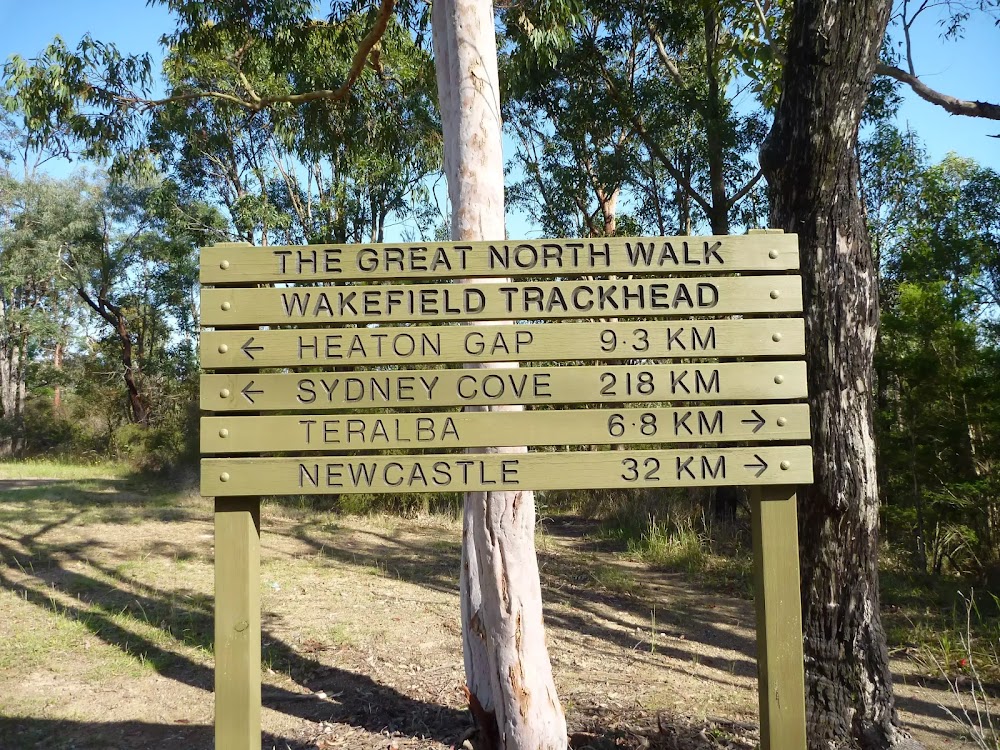 THE GREAT NORTH WALK
WAKEFIELD TRACKHEAD
← HEATON GAP 9·3 KM
← SYDNEY COVE 218 KM
TERALBA 6·8 KM →
NEWCASTLE 32 KM →